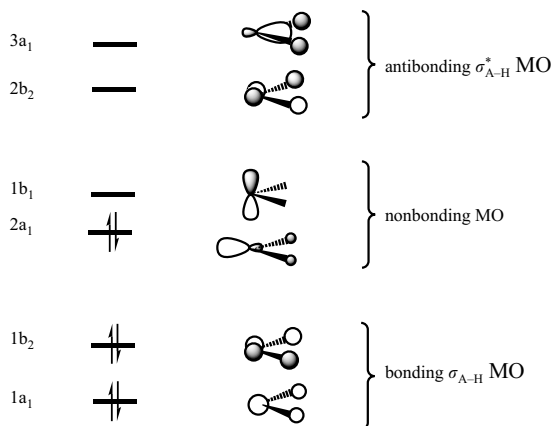 3a₁
2b₂
antibonding σ*A–H MO
1b₁
2a₁
nonbonding MO
1b₂
1a₁
bonding σA–H MO